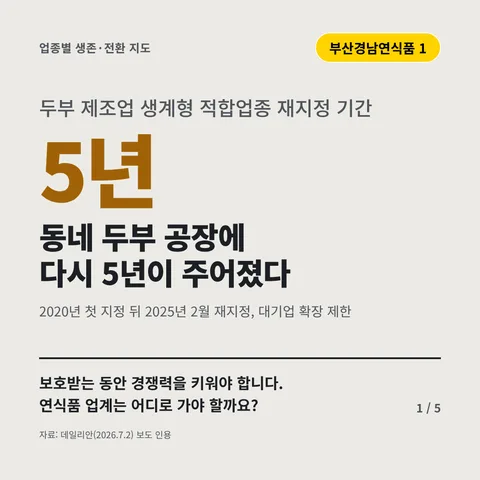 업종별 생존·전환 지도
부산경남연식품 1
두부 제조업 생계형 적합업종 재지정 기간
5년
동네 두부 공장에
다시 5년이 주어졌다
2020년 첫 지정 뒤 2025년 2월 재지정, 대기업 확장 제한
보호받는 동안 경쟁력을 키워야 합니다.
연식품 업계는 어디로 가야 할까요?
1 / 5
자료: 데일리안(2026.7.2) 보도 인용